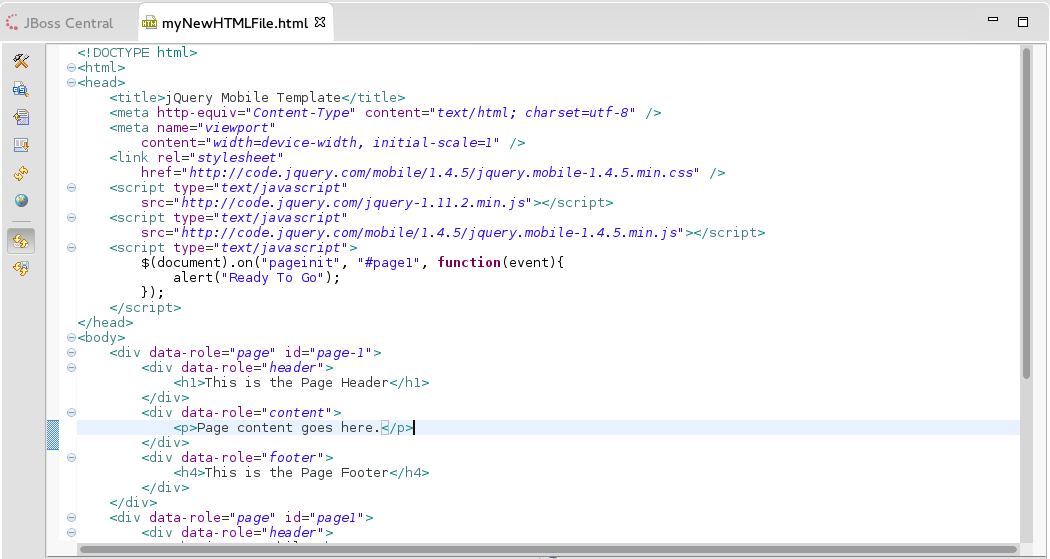 JBoss Central
myNewHTMLFile.html
<!DOCTYPE html>
<html>
<head>
    <title>jQuery Mobile Template</title>
    <meta http-equiv="Content-Type" content="text/html; charset=utf-8" />
    <meta name="viewport"
        content="width=device-width, initial-scale=1" />
    <link rel="stylesheet"
        href="http://code.jquery.com/mobile/1.4.5/jquery.mobile-1.4.5.min.css" />
    <script type="text/javascript"
        src="http://code.jquery.com/jquery-1.11.2.min.js"></script>
    <script type="text/javascript"
        src="http://code.jquery.com/mobile/1.4.5/jquery.mobile-1.4.5.min.js"></script>
    <script type="text/javascript">
        $(document).on("pageinit", "#page1", function(event){
            alert("Ready To Go");
        });
    </script>
</head>
<body>
    <div data-role="page" id="page-1">
        <div data-role="header">
            <h1>This is the Page Header</h1>
        </div>
        <div data-role="content">
            <p>Page content goes here.</p>
        </div>
        <div data-role="footer">
            <h4>This is the Page Footer</h4>
        </div>
    </div>
    <div data-role="page" id="page1">
        <div data-role="header">